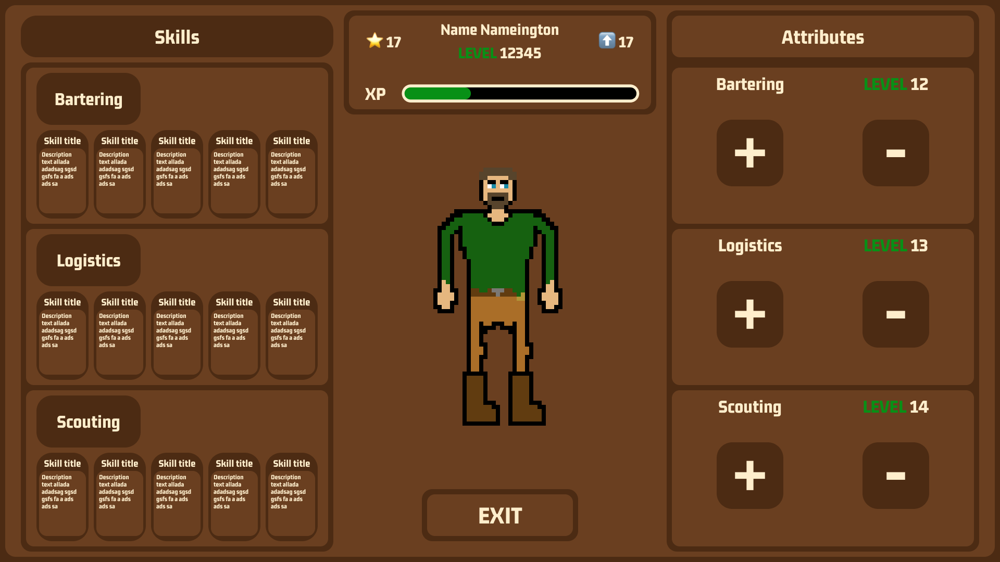 Skills
Bartering
Skill title
Description
text allada
adadsag sgsd
gsfs fa a ads
ads sa
Skill title
Description
text allada
adadsag sgsd
gsfs fa a ads
ads sa
Skill title
Description
text allada
adadsag sgsd
gsfs fa a ads
ads sa
Skill title
Description
text allada
adadsag sgsd
gsfs fa a ads
ads sa
Skill title
Description
text allada
adadsag sgsd
gsfs fa a ads
ads sa
Logistics
Skill title
Description
text allada
adadsag sgsd
gsfs fa a ads
ads sa
Skill title
Description
text allada
adadsag sgsd
gsfs fa a ads
ads sa
Skill title
Description
text allada
adadsag sgsd
gsfs fa a ads
ads sa
Skill title
Description
text allada
adadsag sgsd
gsfs fa a ads
ads sa
Skill title
Description
text allada
adadsag sgsd
gsfs fa a ads
ads sa
Scouting
Skill title
Description
text allada
adadsag sgsd
gsfs fa a ads
ads sa
Skill title
Description
text allada
adadsag sgsd
gsfs fa a ads
ads sa
Skill title
Description
text allada
adadsag sgsd
gsfs fa a ads
ads sa
Skill title
Description
text allada
adadsag sgsd
gsfs fa a ads
ads sa
Skill title
Description
text allada
adadsag sgsd
gsfs fa a ads
ads sa
17
Name Nameington
LEVEL 12345
17
XP
EXIT
Attributes
Bartering
LEVEL 12
+
-
Logistics
LEVEL 13
+
-
Scouting
LEVEL 14
+
-